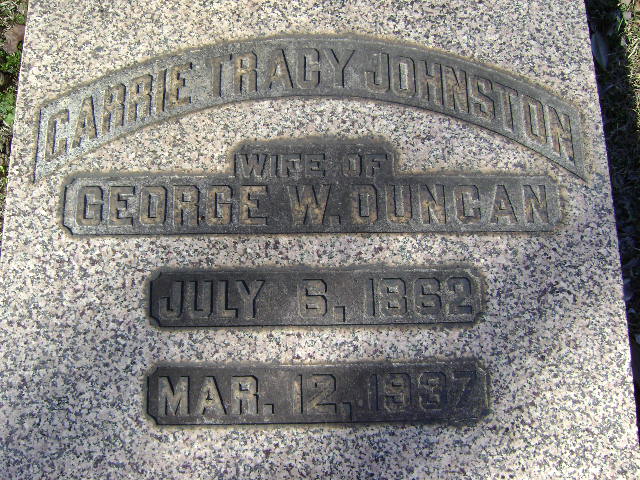 CARRIE TRACY JOHNSTON
WIFE OF
GEORGE W. DUNCAN
JULY 6, 1862
MAR. 12, 1937